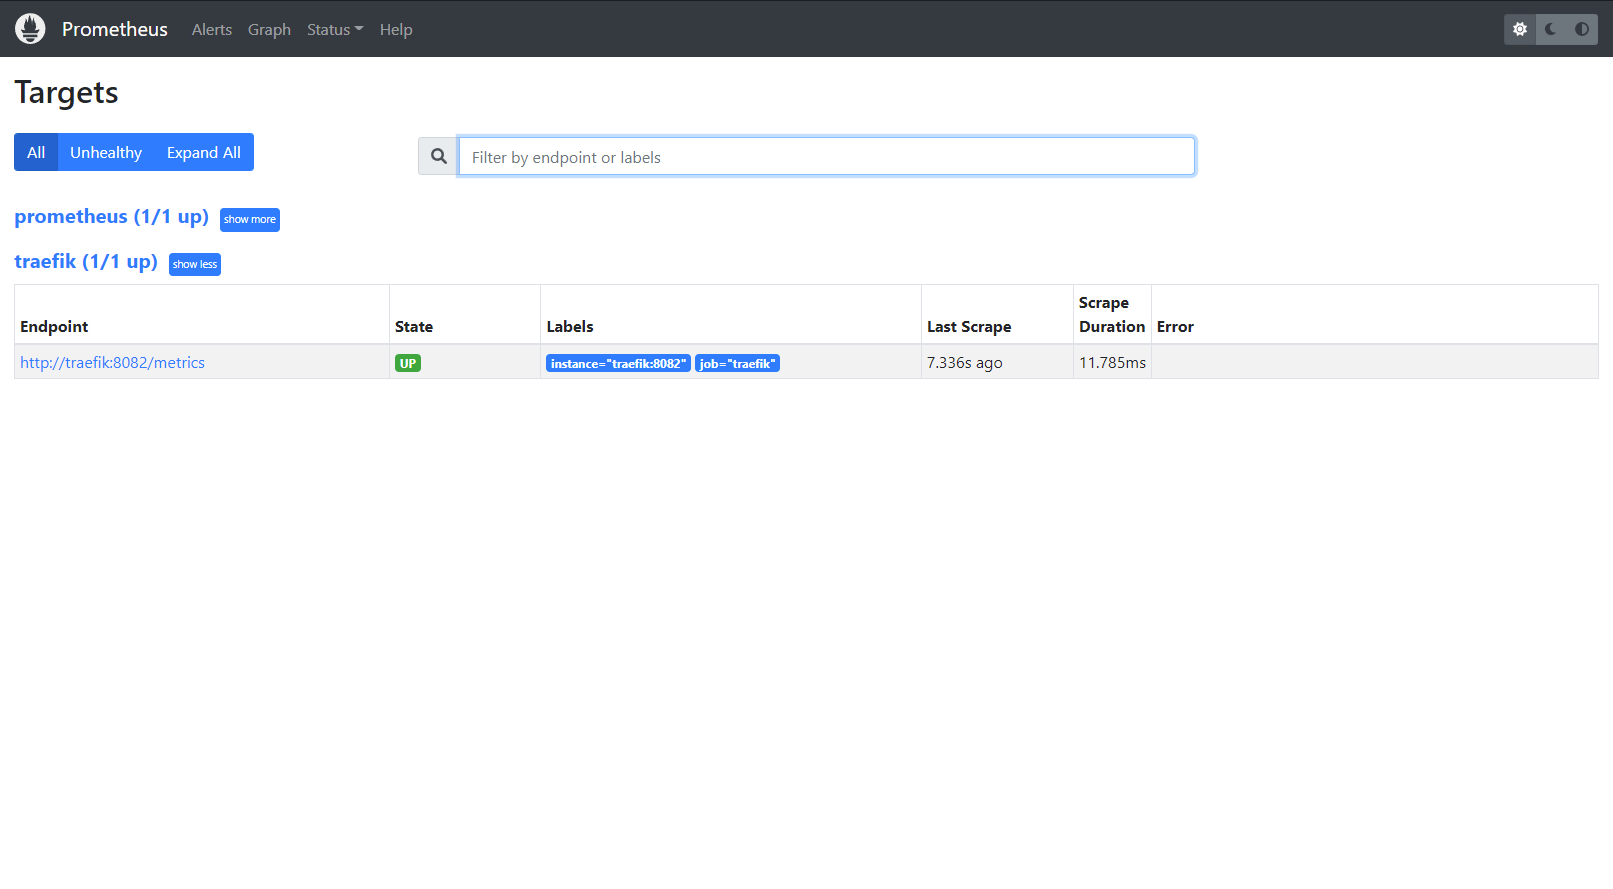 Prometheus Alerts Graph Status Help
Targets
All Unhealthy Expand All
Filter by endpoint or labels
prometheus (1/1 up) show more
traefik (1/1 up) show less
Endpoint State Labels Last Scrape Scrape Duration Error
http://traefik:8082/metrics UP instance="traefik:8082" job="traefik" 7.336s ago 11.785ms